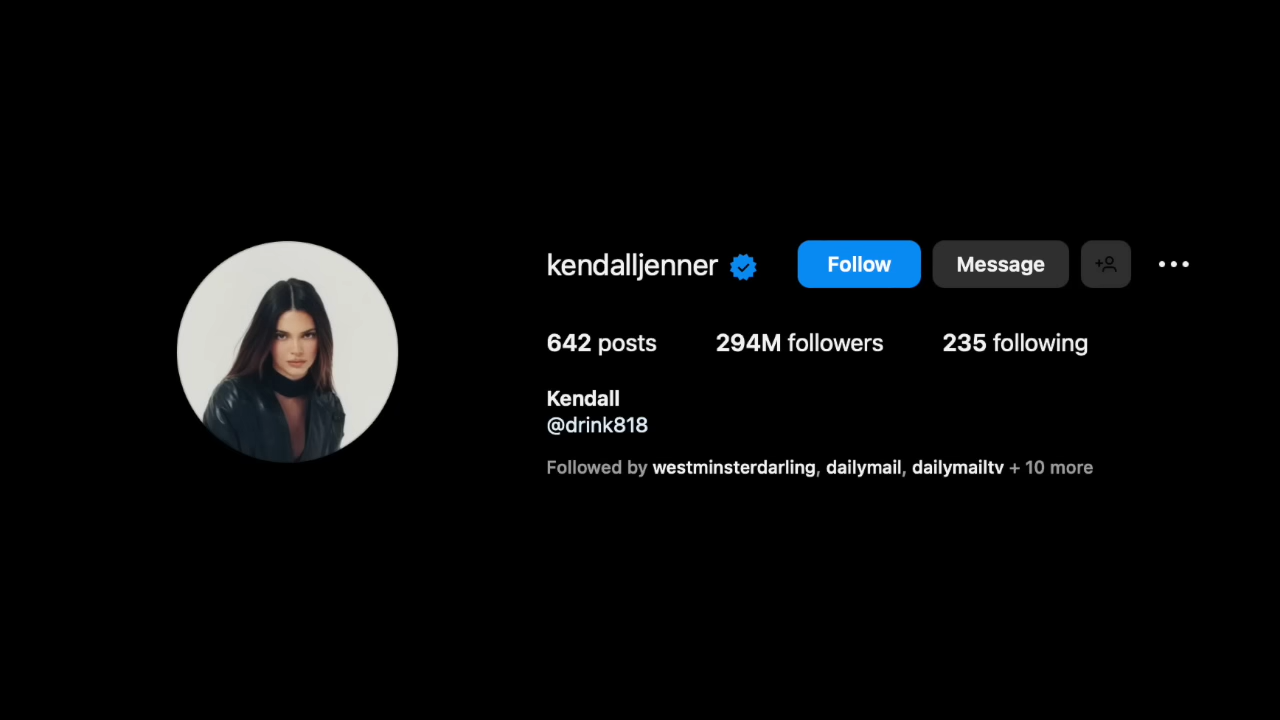 kendalljenner Follow Message
642 posts 294M followers 235 following
Kendall
@drink818
Followed by westminsterdarling, dailymail, dailymailtv + 10 more